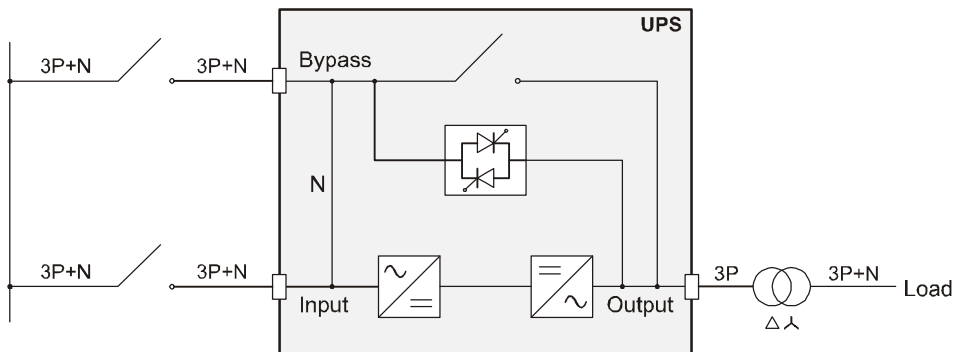 UPS
3P+N
3P+N
Bypass
N
3P+N
3P+N
Input
Output
3P
3P+N
Load